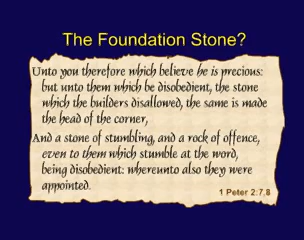 The Foundation Stone?
Unto you therefore which believe he is precious:
but unto them which be disobedient, the stone
which the builders disallowed, the same is made
the head of the corner,
And a stone of stumbling, and a rock of offence,
even to them which stumble at the word,
being disobedient: whereunto also they were
appointed.
1 Peter 2:7,8